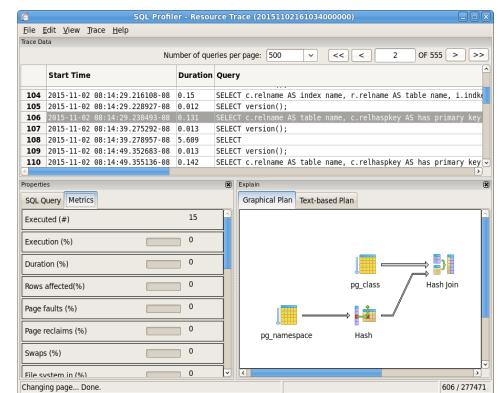 SQL Profiler - Resource Trace (20151102161034000000)
File Edit View Trace Help
Trace Data
Number of queries per page: 500 << < 2 OF 555 > >>
Start Time Duration Query
104 2015-11-02 08:14:29.216108-08 0.15 SELECT c.relname AS index name, r.relname AS table name, i.indke
105 2015-11-02 08:14:29.228927-08 0.012 SELECT version();
106 2015-11-02 08:14:29.238493-08 0.131 SELECT c.relname AS table name, c.relhaspkey AS has primary key
107 2015-11-02 08:14:39.275292-08 0.013 SELECT version();
108 2015-11-02 08:14:39.278957-08 5.609 SELECT
109 2015-11-02 08:14:49.352683-08 0.013 SELECT version();
110 2015-11-02 08:14:49.355136-08 0.142 SELECT c.relname AS table name, c.relhaspkey AS has primary key
Properties
SQL Query Metrics
Executed (#) 15
Execution (%) 0
Duration (%) 0
Rows affected(%) 0
Page faults (%) 0
Page reclaims (%) 0
Swaps (%) 0
File system in (%) 0
Explain
Graphical Plan Text-based Plan
pg_class
Hash Join
pg_namespace
Hash
Changing page... Done.
606 / 277471